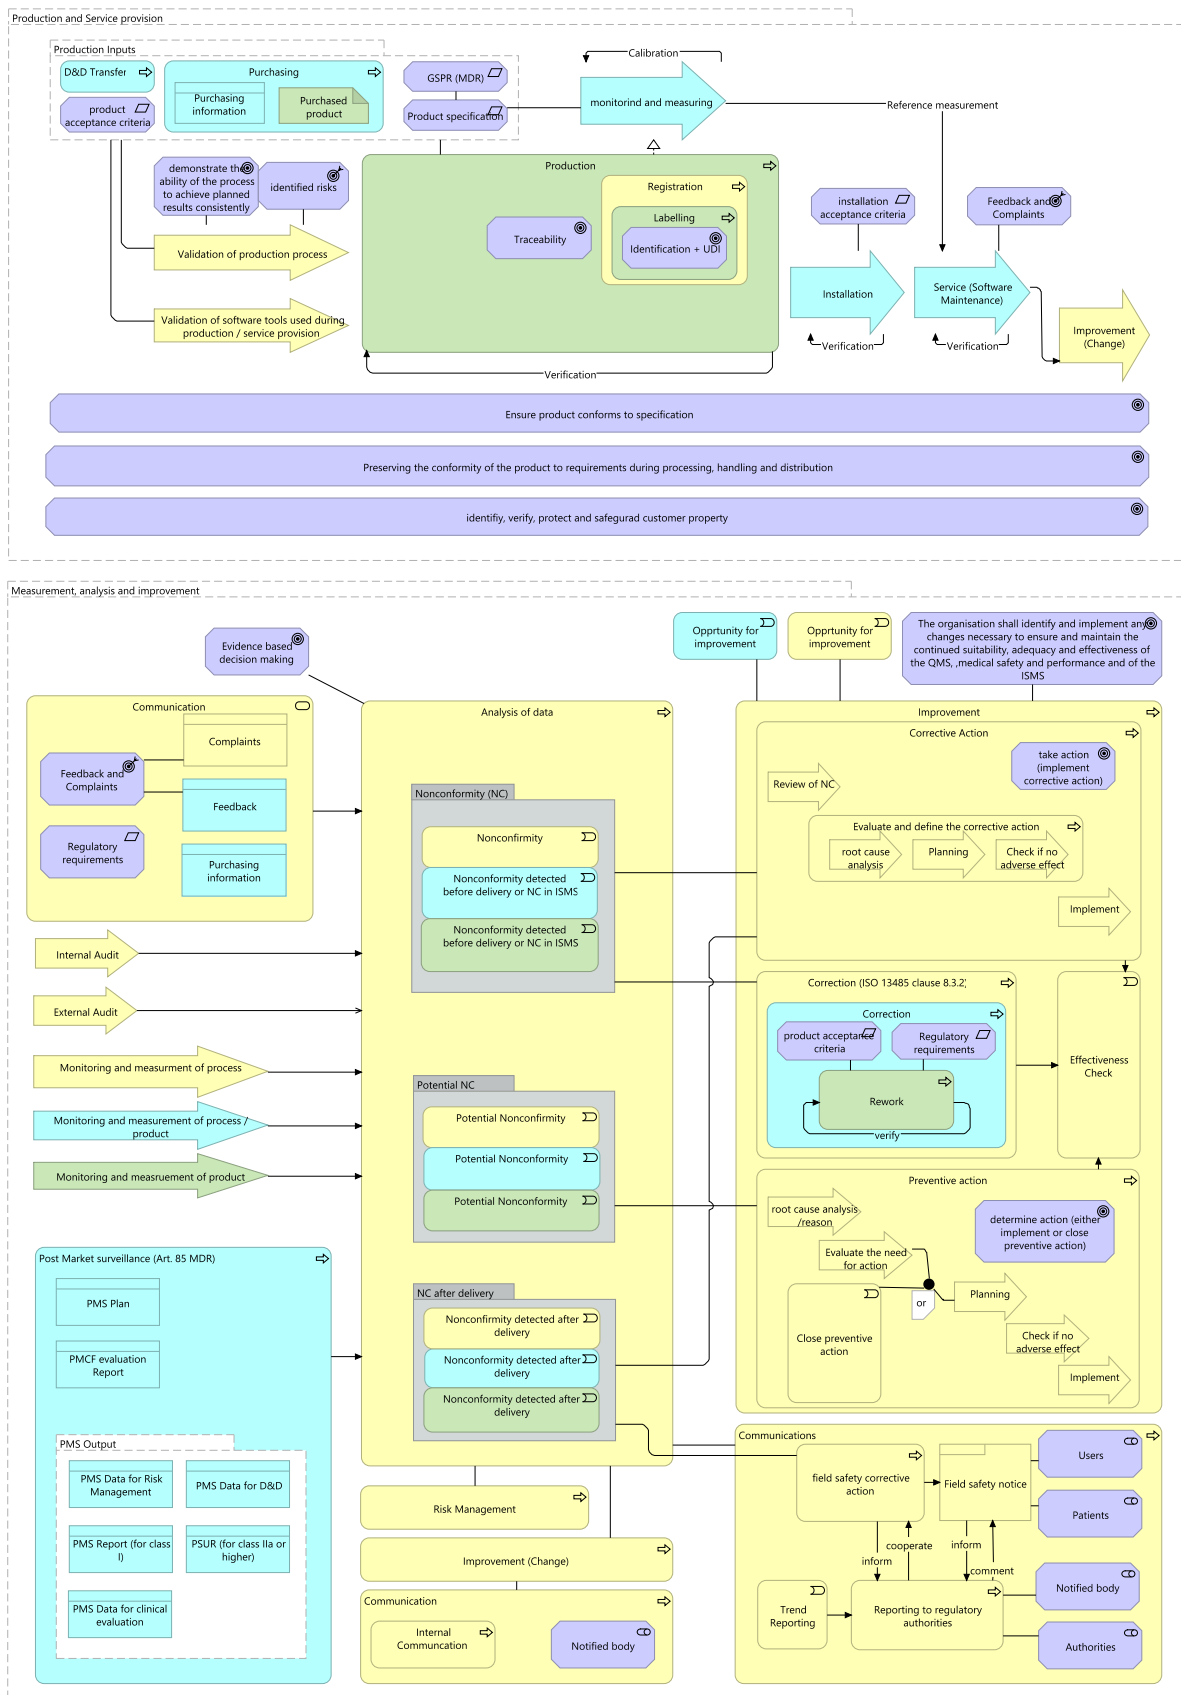 Production and Service provision
Production Inputs
D&D Transfer
product
acceptance criteria
Purchasing
Purchasing
information
Purchased
product
GSPR (MDR)
Product specification
Calibration
monitorind and measuring
Reference measurement
demonstrate the
ability of the process
to achieve planned
results consistently
identified risks
Validation of production process
Validation of software tools used during
production / service provision
Production
Traceability
Registration
Labelling
Identification + UDI
Verification
installation
acceptance criteria
Installation
Verification
Feedback and
Complaints
Service (Software
Maintenance)
Verification
Improvement
(Change)
Ensure product conforms to specification
Preserving the conformity of the product to requirements during processing, handling and distribution
identifiy, verify, protect and safegurad customer property
Measurement, analysis and improvement
Evidence based
decision making
Opprtunity for
improvement
Opprtunity for
improvement
The organisation shall identify and implement any
changes necessary to ensure and maintain the
continued suitability, adequacy and effectiveness of
the QMS, ,medical safety and performance and of the
ISMS
Communication
Complaints
Feedback and
Complaints
Feedback
Regulatory
requirements
Purchasing
information
Internal Audit
External Audit
Monitoring and measurment of process
Monitoring and measurement of process /
product
Monitoring and measruement of product
Post Market surveillance (Art. 85 MDR)
PMS Plan
PMCF evaluation
Report
PMS Output
PMS Data for Risk
Management
PMS Data for D&D
PMS Report (for class
I)
PSUR (for class IIa or
higher)
PMS Data for clinical
evaluation
Analysis of data
Nonconformity (NC)
Nonconfirmity
Nonconformity detected
before delivery or NC in ISMS
Nonconformity detected
before delivery or NC in ISMS
Potential NC
Potential Nonconfirmity
Potential Nonconformity
Potential Nonconformity
NC after delivery
Nonconfirmity detected after
delivery
Nonconformity detected after
delivery
Nonconformity detected after
delivery
Risk Management
Improvement (Change)
Communication
Internal
Communcation
Notified body
Improvement
Corrective Action
take action
(implement
corrective action)
Review of NC
Evaluate and define the corrective action
root cause
analysis
Planning
Check if no
adverse effect
Implement
Correction (ISO 13485 clause 8.3.2)
Correction
product acceptance
criteria
Regulatory
requirements
Rework
verify
Effectiveness
Check
Preventive action
root cause analysis
/reason
determine action (either
implement or close
preventive action)
Evaluate the need
for action
or
Close preventive
action
Planning
Check if no
adverse effect
Implement
Communications
field safety corrective
action
Field safety notice
Users
Patients
inform
cooperate
inform
comment
Trend
Reporting
Reporting to regulatory
authorities
Notified body
Authorities